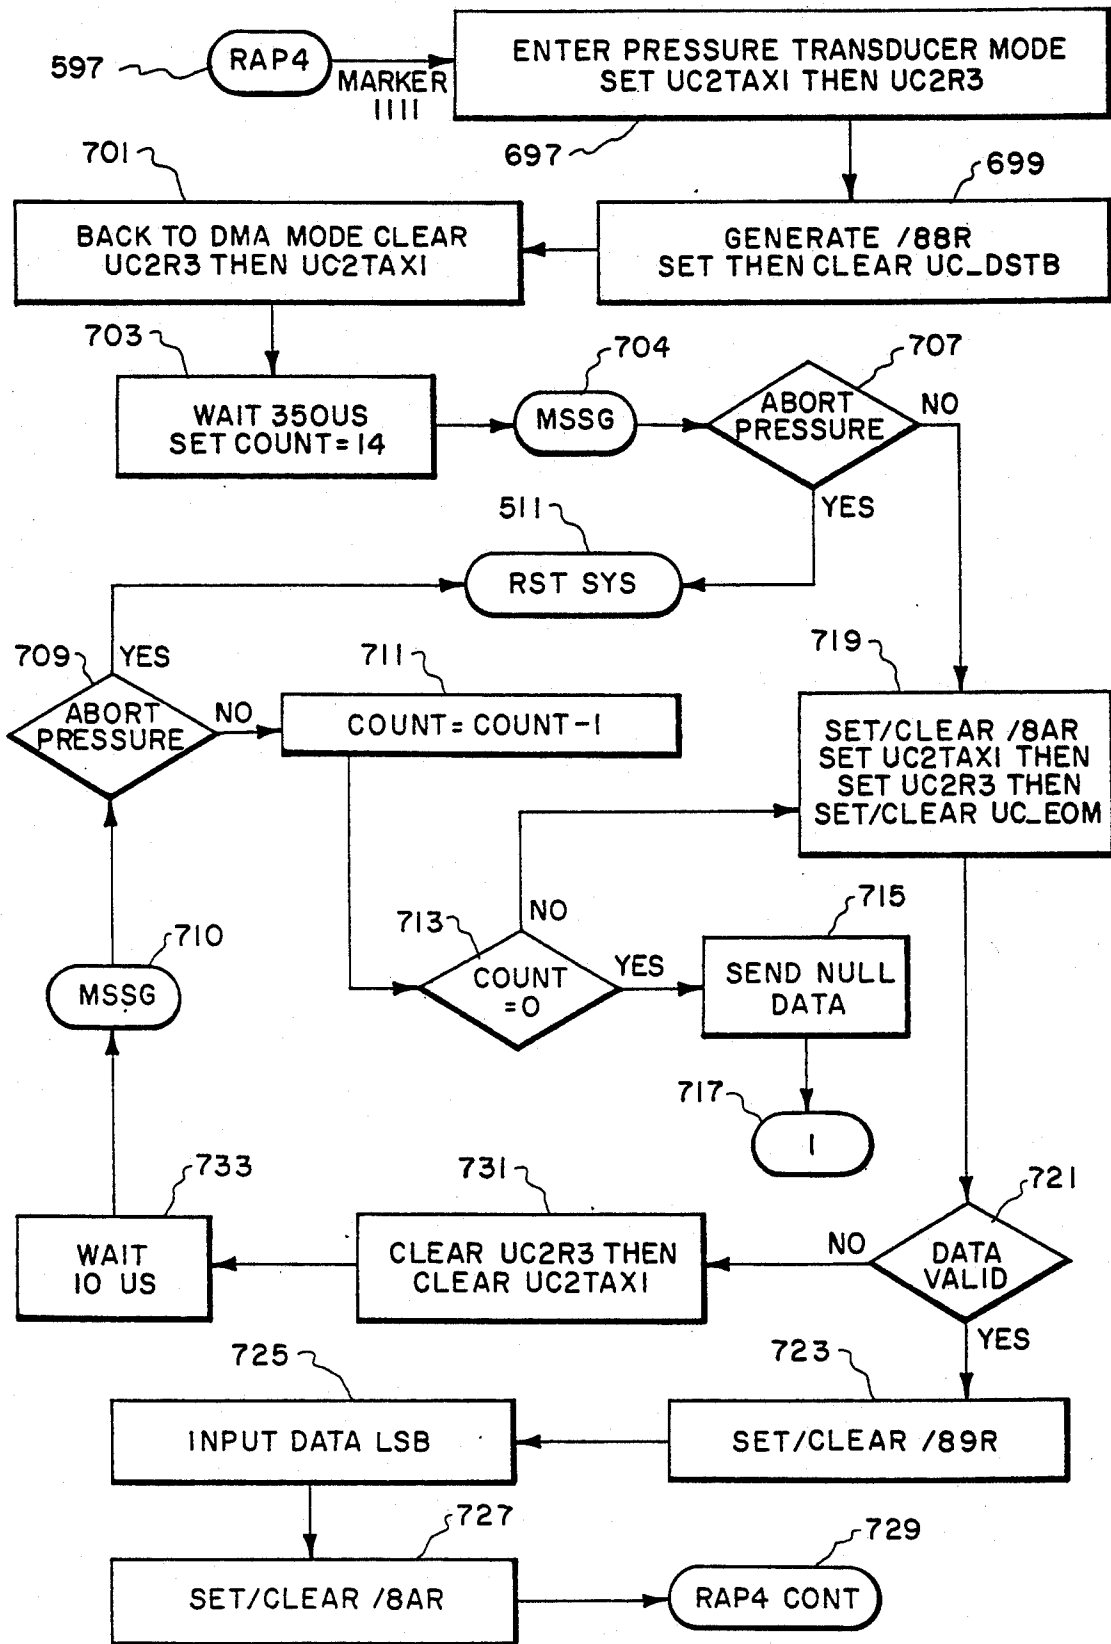 597
RAP4
MARKER
1111
ENTER PRESSURE TRANSDUCER MODE
SET UC2TAXI THEN UC2R3
697
699
701
BACK TO DMA MODE CLEAR
UC2R3 THEN UC2TAXI
GENERATE /88R
SET THEN CLEAR UC_DSTB
703
WAIT 350US
SET COUNT=14
704
MSSG
707
ABORT
PRESSURE
NO
YES
511
RST SYS
709
YES
ABORT
PRESSURE
NO
711
COUNT=COUNT-1
719
SET/CLEAR /8AR
SET UC2TAXI THEN
SET UC2R3 THEN
SET/CLEAR UC_EOM
710
MSSG
713
NO
COUNT
=0
YES
715
SEND NULL
DATA
717
1
733
WAIT
10 US
731
CLEAR UC2R3 THEN
CLEAR UC2TAXI
721
NO
DATA
VALID
YES
725
INPUT DATA LSB
723
SET/CLEAR /89R
727
SET/CLEAR /8AR
729
RAP4 CONT